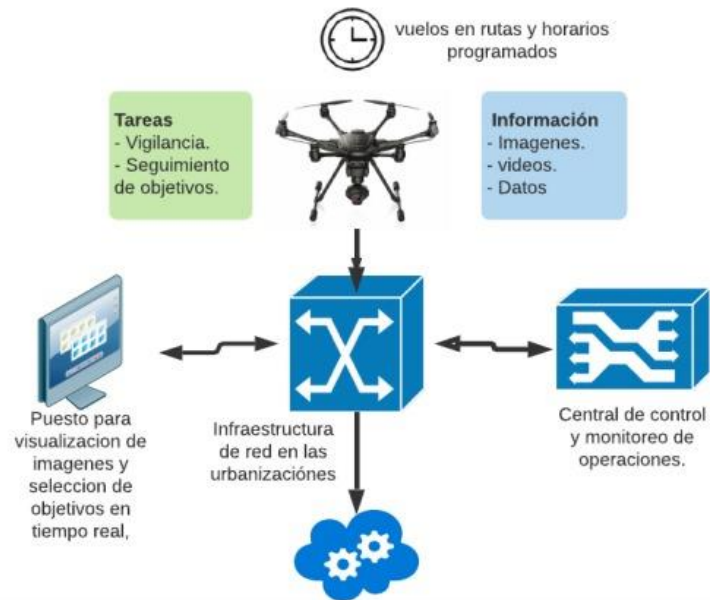 vuelos en rutas y horarios
programados
Tareas
- Vigilancia.
- Seguimiento
de objetivos.
Información
- Imagenes.
- videos.
- Datos
Puesto para
visualizacion de
imagenes y
seleccion de
objetivos en
tiempo real,
Infraestructura
de red en las
urbanizaciónes
Central de control
y monitoreo de
operaciones.